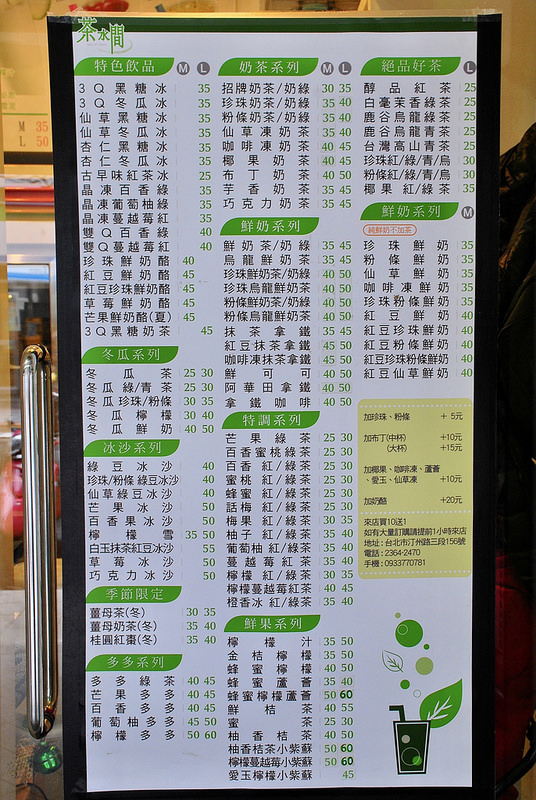 茶水間
特色飲品 M L
3Q黑糖冰 35
3Q冬瓜冰 35
仙草黑糖冰 35
仙草冬瓜冰 35
杏仁黑糖冰 35
杏仁冬瓜冰 35
古早味紅茶冰 25
晶凍百香綠 35
晶凍葡萄柚綠 35
晶凍蔓越莓紅 35
雙Q百香綠 40
雙Q蔓越莓紅 40
珍珠鮮奶酪 40
紅豆鮮奶酪 45
紅豆珍珠鮮奶酪 45
草莓鮮奶酪 45
芒果鮮奶酪(夏) 45
3Q黑糖奶茶 45
冬瓜系列
冬瓜茶 25 30
冬瓜綠/青茶 25 30
冬瓜珍珠/粉條 30 35
冬瓜檸檬 30 40
冬瓜鮮奶 40 50
冰沙系列
綠豆冰沙 40
珍珠/粉條綠豆冰沙 40
仙草綠豆冰沙 40
芒果冰沙 50
百香果冰沙 50
檸檬雪 35 50
白玉抹茶紅豆冰沙 55
草莓冰沙 50
巧克力冰沙 50
季節限定
薑母茶(冬) 30 35
薑母奶茶(冬) 35 40
桂圓紅棗(冬) 35 40
多多系列
多多綠茶 40 45
芒果多多 40 45
百香多多 40 45
葡萄柚多多 45 50
檸檬多多 50 60
奶茶系列 M L
招牌奶茶/奶綠 30 35
珍珠奶茶/奶綠 35 40
粉條奶茶/奶綠 35 40
仙草凍奶茶 35 40
咖啡凍奶茶 40 45
椰果奶茶 35 40
布丁奶茶 40 50
芋香奶茶 35 45
巧克力奶茶 35 45
鮮奶系列
鮮奶茶/奶綠 35 45
烏龍鮮奶茶 35 45
珍珠鮮奶茶/奶綠 40 50
珍珠烏龍鮮奶茶 40 50
粉條鮮奶茶/奶綠 40 50
粉條烏龍鮮奶茶 40 50
抹茶拿鐵 35 45
紅豆抹茶拿鐵 45 50
咖啡凍抹茶拿鐵 45 50
鮮可可 40 50
阿華田拿鐵 40 50
拿鐵咖啡 40 50
特調系列
芒果綠茶 25 30
百香蜜桃綠茶 25 30
百香紅/綠茶 25 30
蜜桃紅/綠茶 25 30
蜂蜜紅/綠茶 25 30
話梅紅/綠茶 25 30
梅果紅/綠茶 30 35
柚子紅/綠茶 35 40
葡萄柚紅/綠茶 35 40
蔓越莓紅茶 35 40
檸檬紅/綠茶 30 35
檸檬蔓越莓紅茶 40 45
橙香冰紅/綠茶 35 40
鮮果系列
檸檬汁 35 50
金桔檸檬 35 50
蜂蜜檸檬 40 50
蜂蜜蘆薈 35 40
蜂蜜檸檬蘆薈 50 60
鮮桔茶 40 55
蜜茶 25 30
柚香桔茶 40 50
柚香桔茶小紫蘇 50 60
檸檬蔓越莓小紫蘇 50 60
愛玉檸檬小紫蘇 45
絕品好茶 L
醇品紅茶 25
白毫茉香綠茶 25
鹿谷烏龍綠茶 25
鹿谷烏龍青茶 25
台灣高山青茶 25
珍珠紅/綠/青/烏 30
粉條紅/綠/青/烏 30
椰果紅/綠茶 35
鮮奶系列 M
純鮮奶不加茶
珍珠鮮奶 35
粉條鮮奶 35
仙草鮮奶 35
咖啡凍鮮奶 35
珍珠粉條鮮奶 35
紅豆鮮奶 40
紅豆珍珠鮮奶 40
紅豆粉條鮮奶 40
紅豆珍珠粉條鮮奶 40
紅豆仙草鮮奶 40
加珍珠、粉條 + 5元
加布丁(中杯) +10元
(大杯) +15元
加椰果、咖啡凍、蘆薈
、愛玉、仙草凍 +10元
加奶酪 +20元
來店買10送1
如有大量訂購請提前1小時來店
地址：台北市汀州路三段156號
電話：2364-2470
手機：0933770781
M 35
L 50